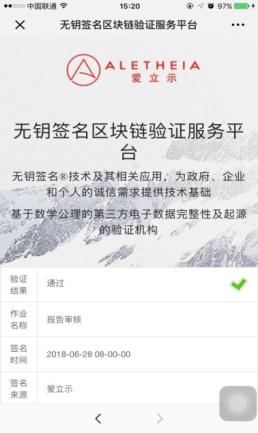 中国联通
15:20
97%
无钥签名区块链验证服务平台
ALETHEIA
爱立示
无钥签名区块链验证服务平
台
无钥签名®技术及其相关应用，为政府、企业
和个人的诚信需求提供技术基础
基于数学公理的第三方电子数据完整性及起源
的验证机构
验证
结果
通过
作业
名称
报告审核
签名
时间
2018-06-28 08-00-00
签名
来源
爱立示